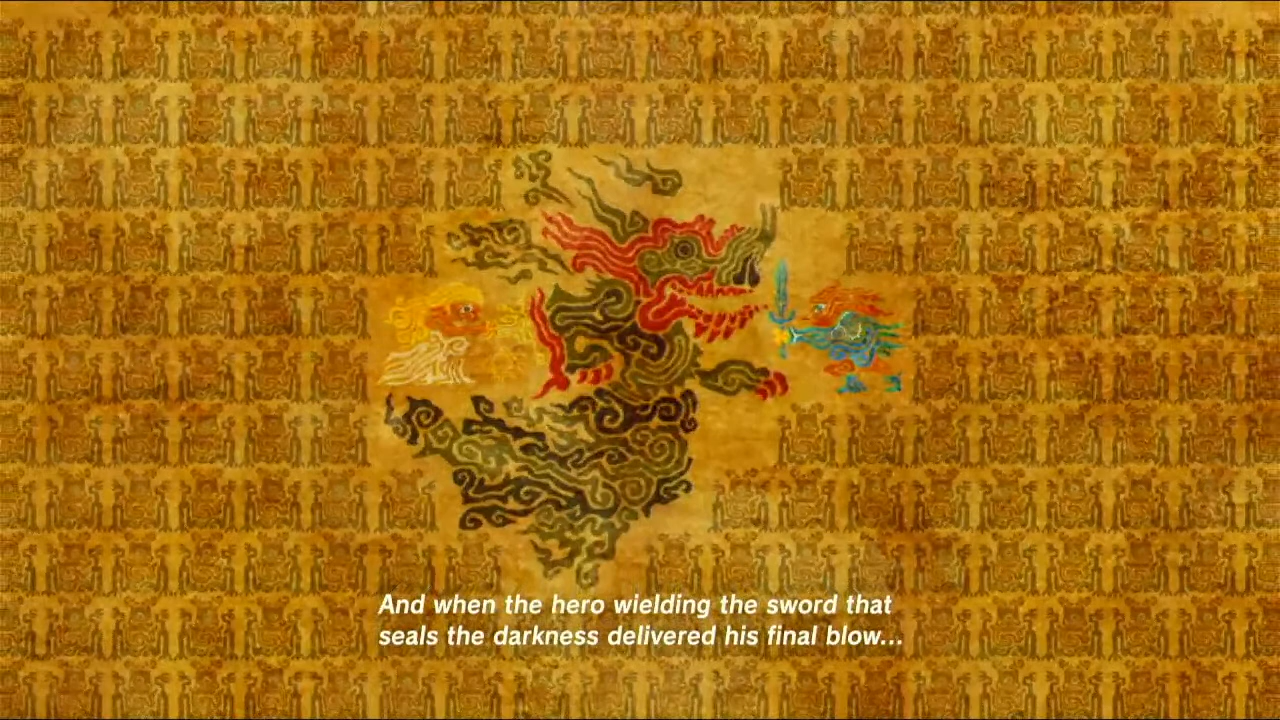 And when the hero wielding the sword that
seals the darkness delivered his final blow...